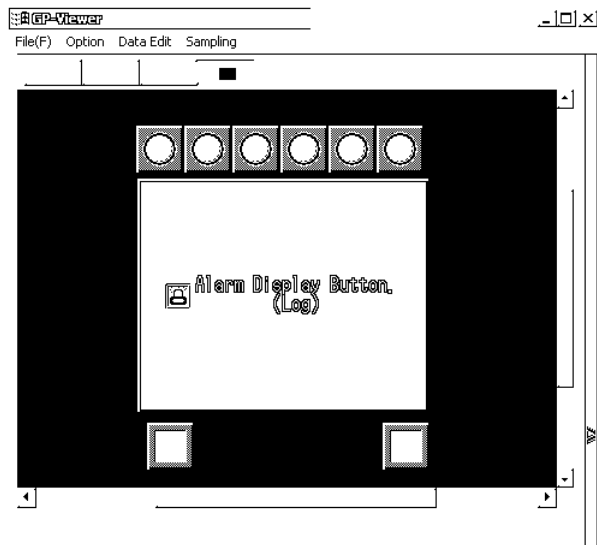 GP-Viewer
File(F) Option Data Edit Sampling
Alarm Display Button.
(Log)